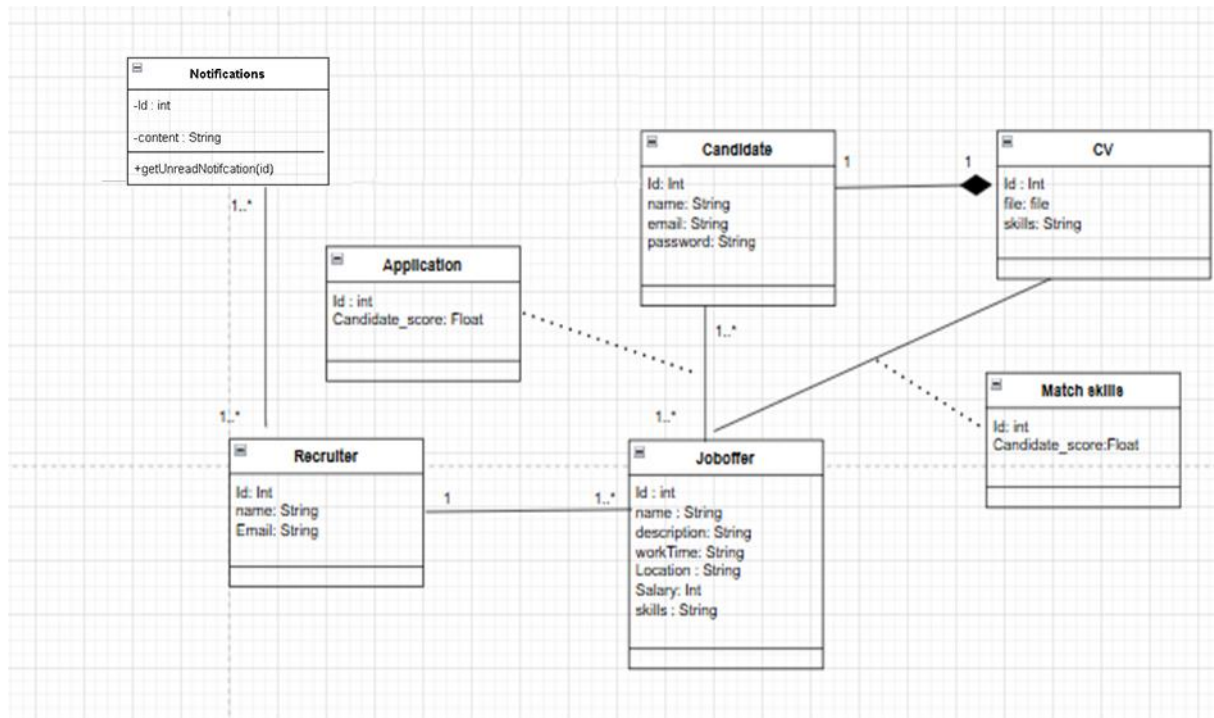 Notifications
-Id : int
-content : String
+getUnreadNotifcation(id)
1..*
1..*
Recruiter
Id: Int
name: String
Email: String
1
1..*
Application
Id : int
Candidate_score: Float
Candidate
Id: Int
name: String
email: String
password: String
1
1
CV
Id : Int
file: file
skills: String
1..*
1..*
Joboffer
Id : int
name : String
description: String
workTime: String
Location : String
Salary: Int
skills : String
Match skills
Id: int
Candidate_score:Float